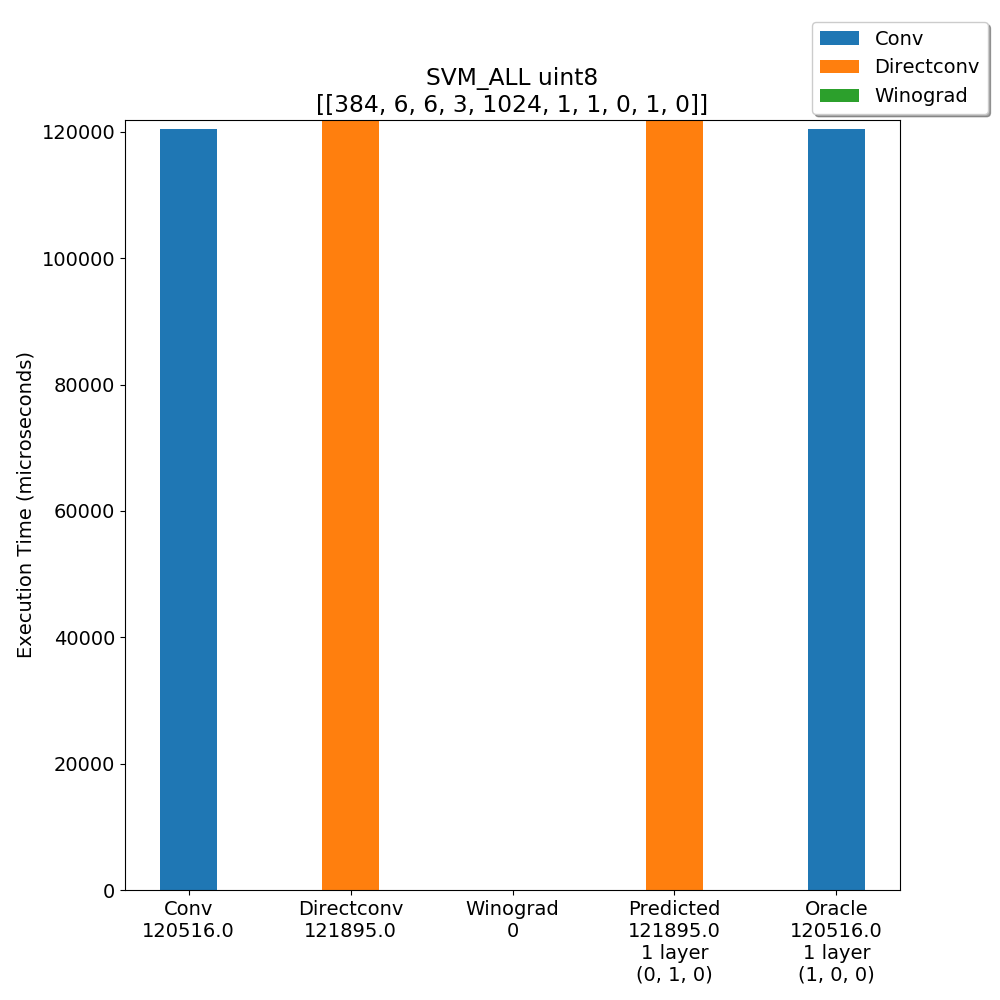 Conv
Directconv
Winograd
SVM_ALL uint8
[[384, 6, 6, 3, 1024, 1, 1, 0, 1, 0]]
Execution Time (microseconds)
120000
100000
80000
60000
40000
20000
0
Conv
120516.0
Directconv
121895.0
Winograd
0
Predicted
121895.0
1 layer
(0, 1, 0)
Oracle
120516.0
1 layer
(1, 0, 0)